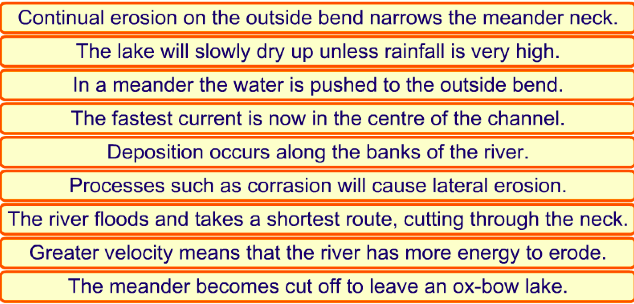 Continual erosion on the outside bend narrows the meander neck.
The lake will slowly dry up unless rainfall is very high.
In a meander the water is pushed to the outside bend.
The fastest current is now in the centre of the channel.
Deposition occurs along the banks of the river.
Processes such as corrasion will cause lateral erosion.
The river floods and takes a shortest route, cutting through the neck.
Greater velocity means that the river has more energy to erode.
The meander becomes cut off to leave an ox-bow lake.